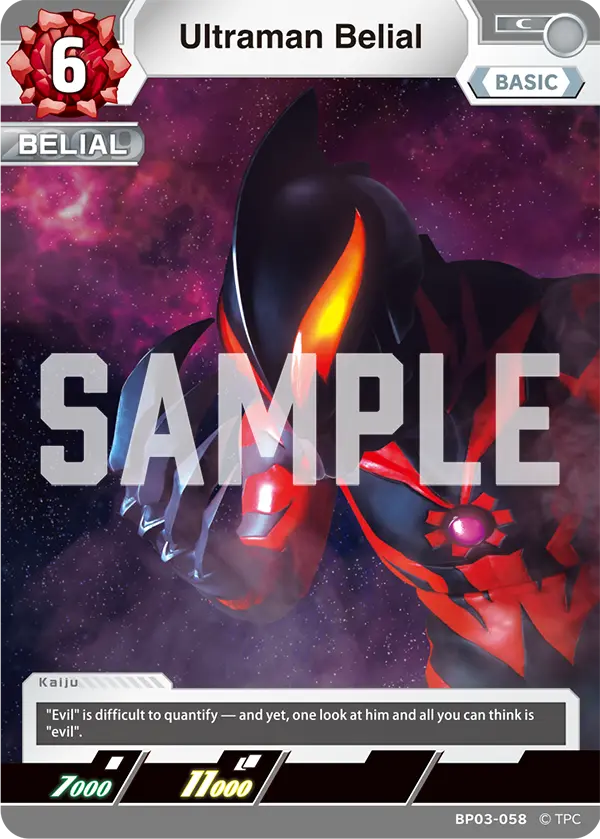 6
Ultraman Belial
C
BASIC
BELIAL
SAMPLE
Kaiju
"Evil" is difficult to quantify — and yet, one look at him and all you can think is
"evil".
7000
11000
BP03-058 © TPC